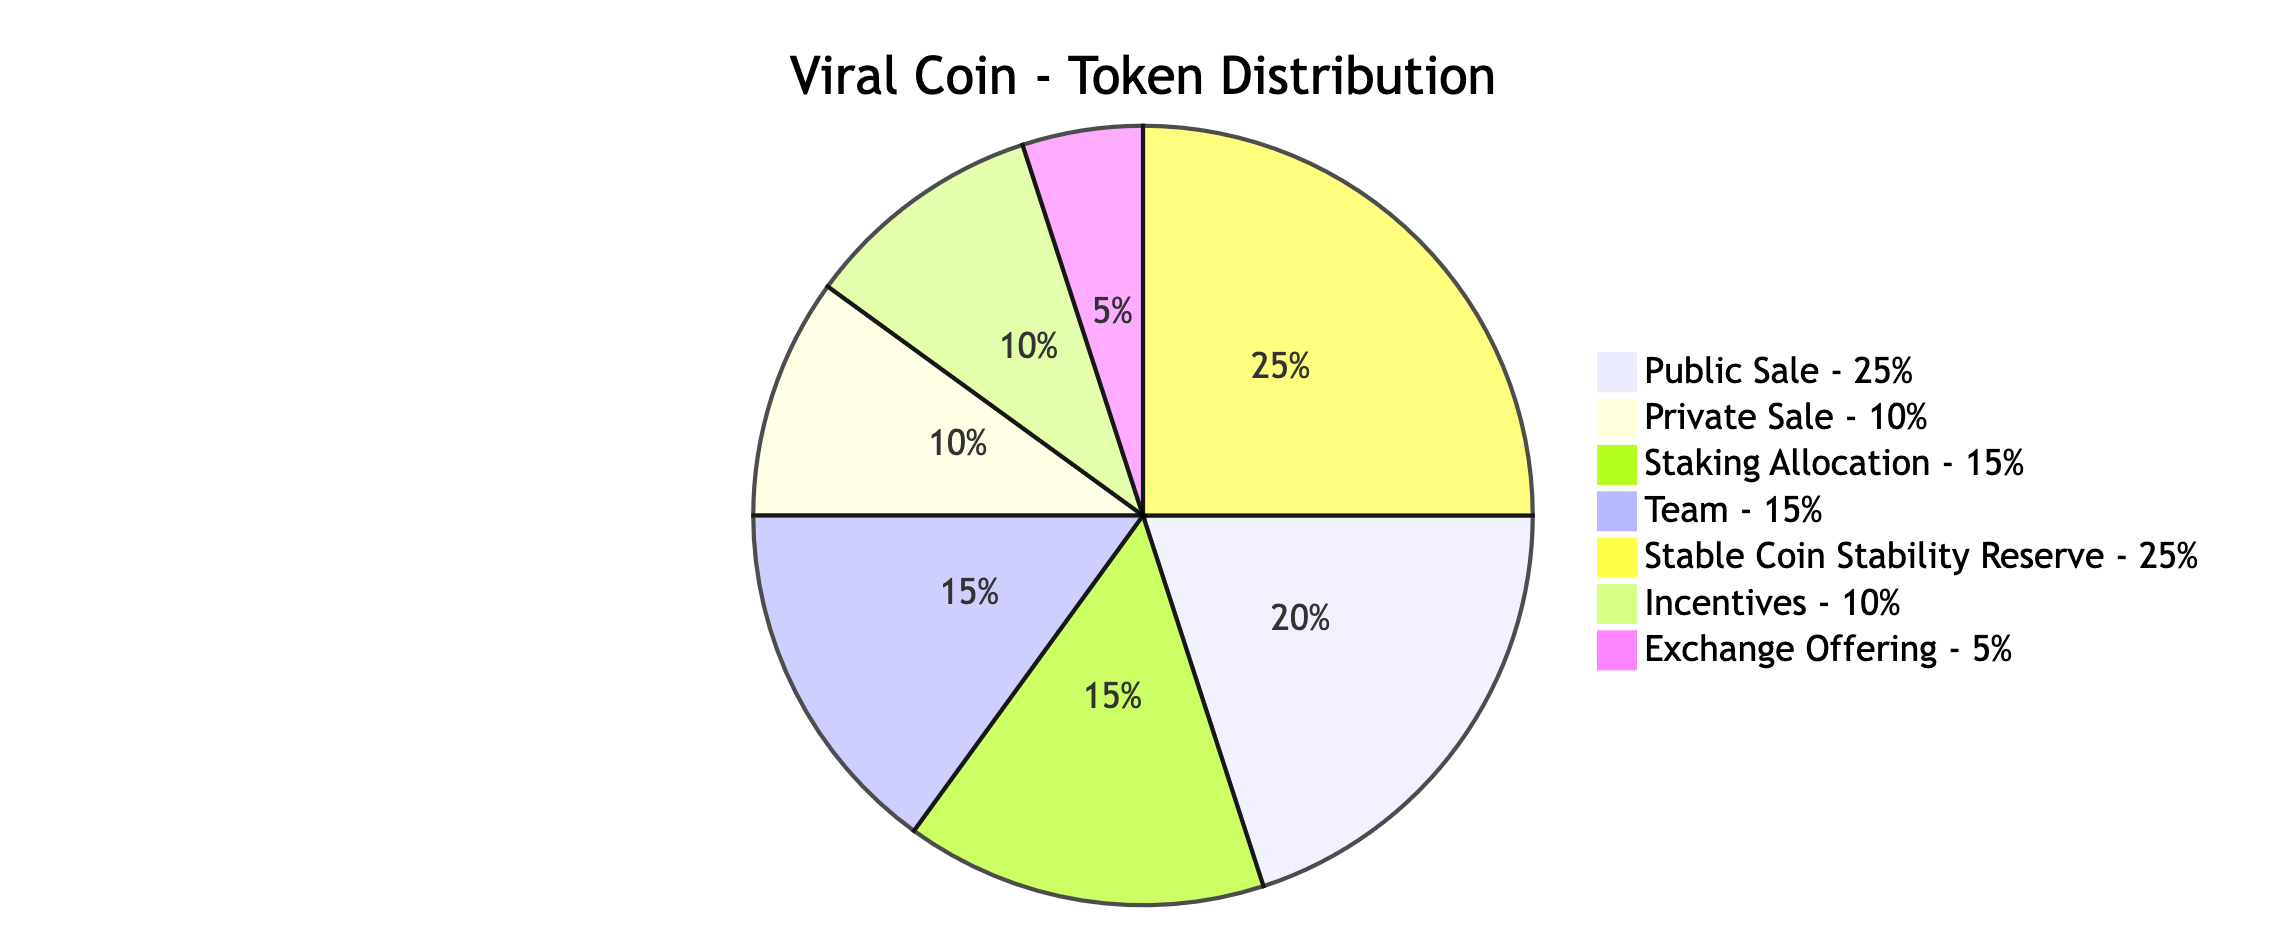 Viral Coin - Token Distribution
5%
10%
25%
10%
15%
20%
15%
Public Sale - 25%
Private Sale - 10%
Staking Allocation - 15%
Team - 15%
Stable Coin Stability Reserve - 25%
Incentives - 10%
Exchange Offering - 5%